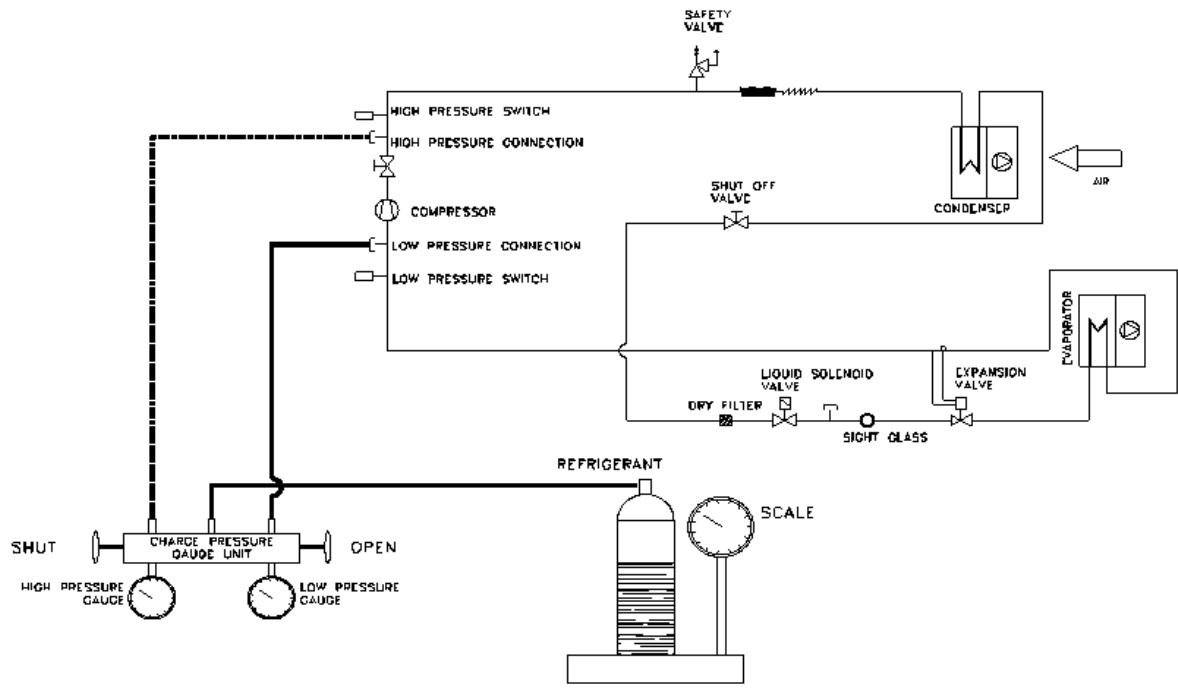 SAFETY
VALVE
HIGH PRESSURE SWITCH
HIGH PRESSURE CONNECTION
SHUT OFF
VALVE
AIR
CONDENSER
COMPRESSOR
LOW PRESSURE CONNECTION
LOW PRESSURE SWITCH
EVAPORATOR
LIQUID SOLENOID
VALVE
EXPANSION
VALVE
DRY FILTER
SIGHT GLASS
REFRIGERANT
SCALE
SHUT
CHARGE PRESSURE
GAUGE UNIT
OPEN
HIGH PRESSURE
GAUGE
LOW PRESSURE
GAUGE